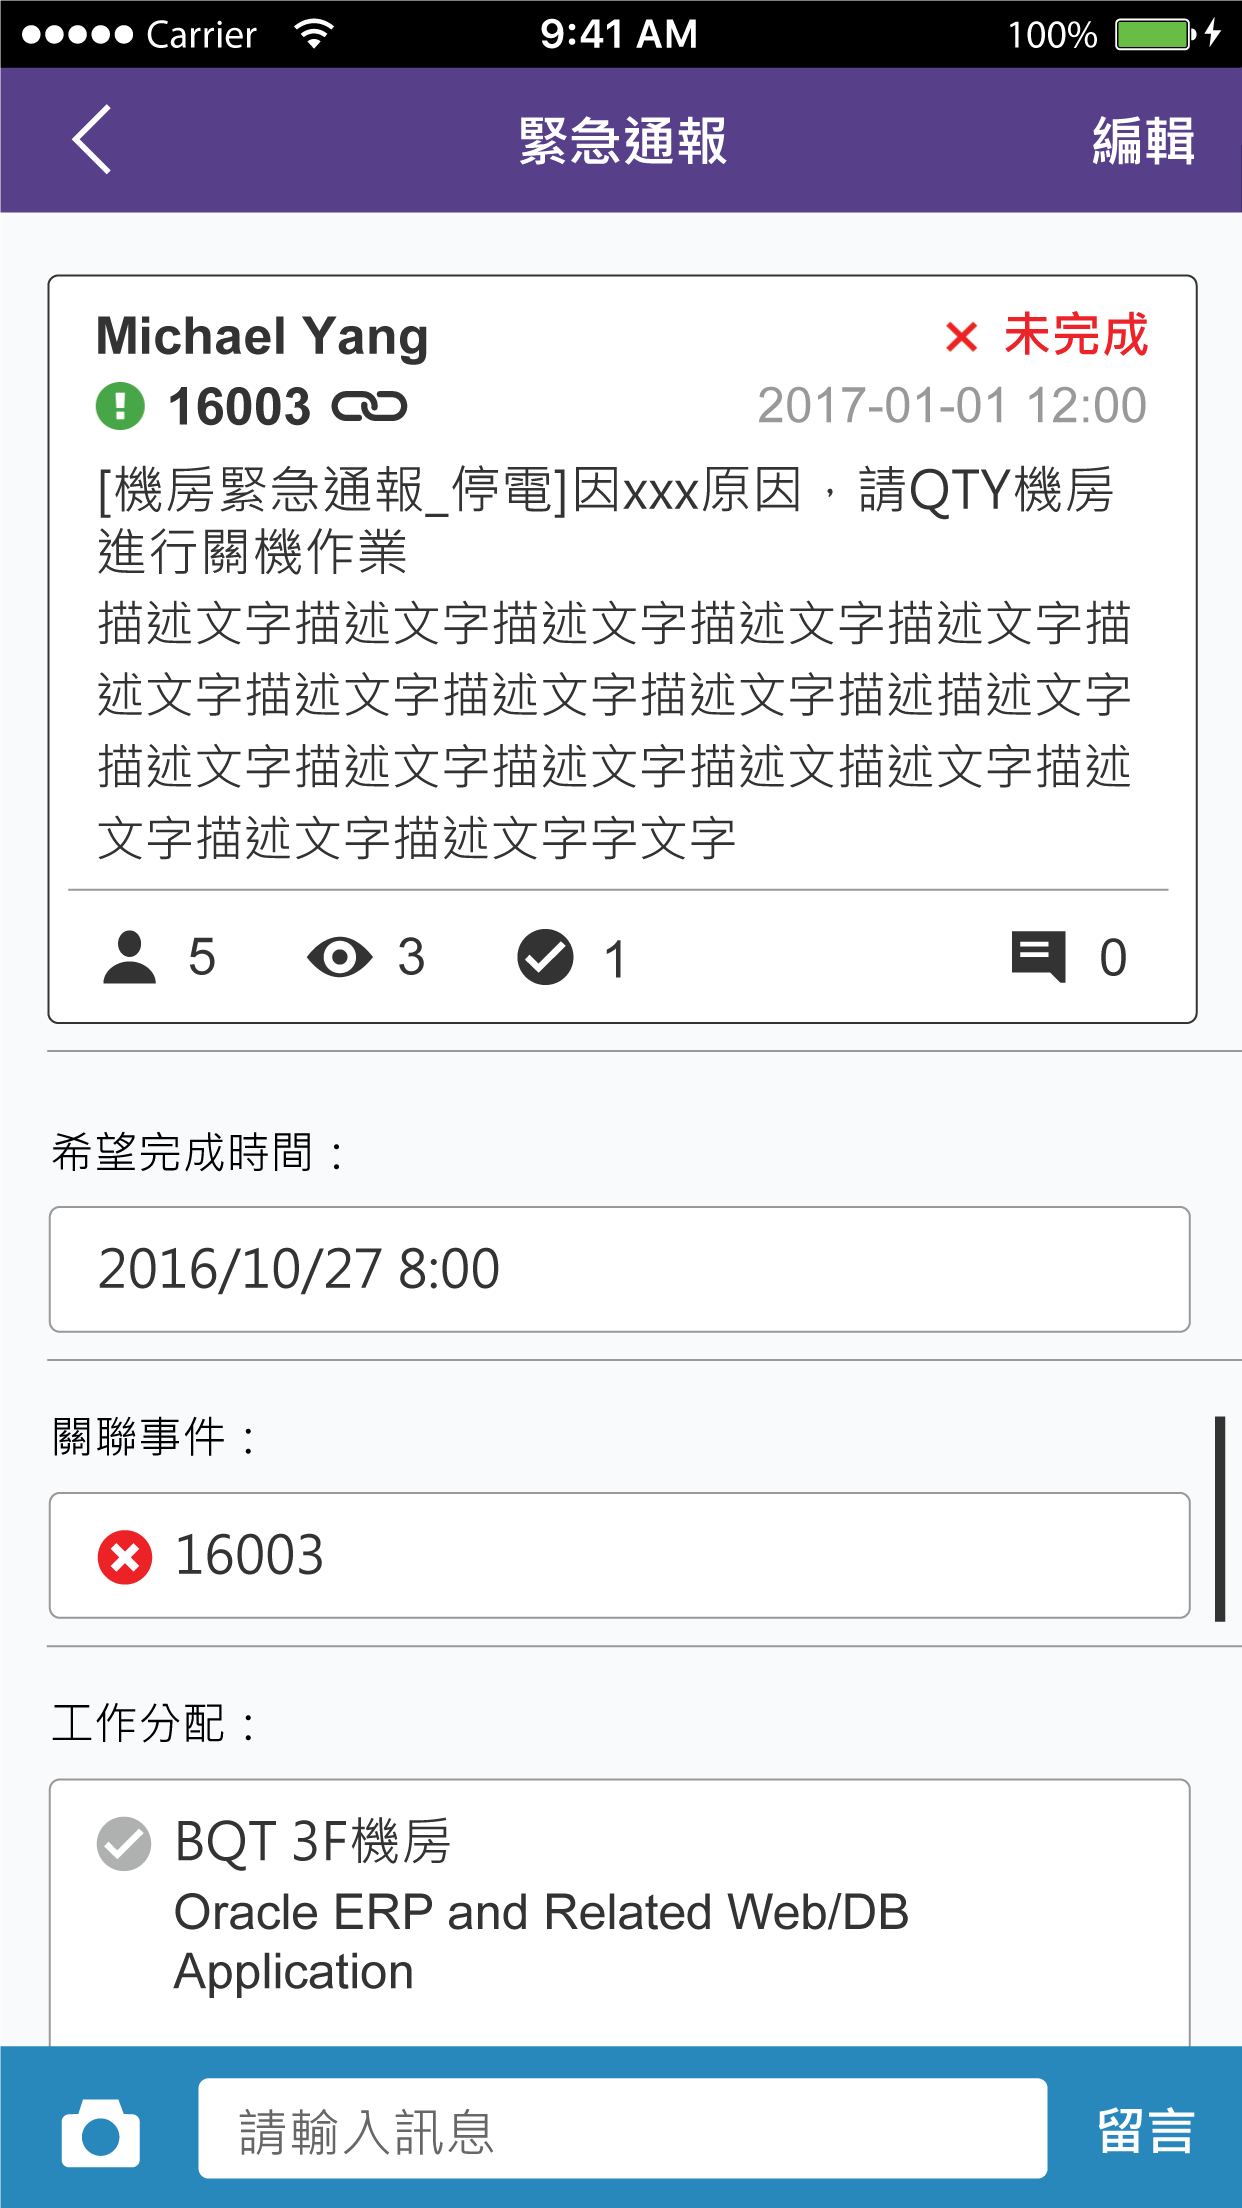 Carrier 9:41 AM 100%
緊急通報 編輯
Michael Yang 未完成
16003 2017-01-01 12:00
[機房緊急通報_停電]因xxx原因，請QTY機房
進行關機作業
描述文字描述文字描述文字描述文字描述文字描
述文字描述文字描述文字描述文字描述描述文字
描述文字描述文字描述文字描述文描述文字描述
文字描述文字描述文字字文字
5 3 1 0
希望完成時間：
2016/10/27 8:00
關聯事件：
16003
工作分配：
BQT 3F機房
Oracle ERP and Related Web/DB
Application
請輸入訊息 留言